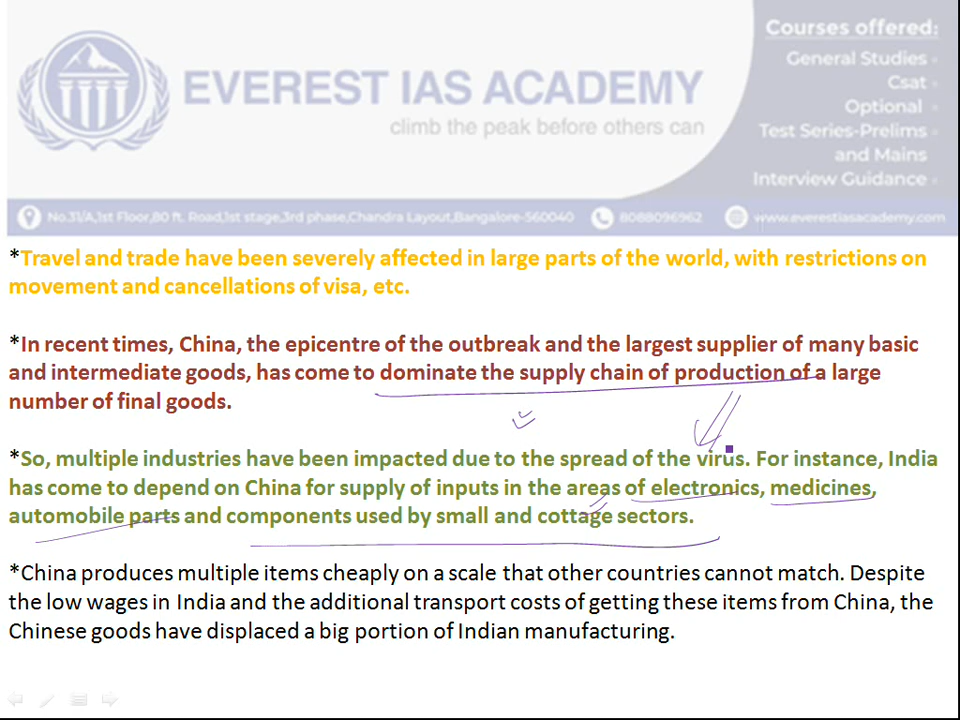 Courses offered:
General Studies
Csat
EVEREST IAS ACADEMY
Optional
climb the peak before others can
Test Series-Prelims
and Mains
Interview Guidance
No.31/A,1st Floor,80 ft. Road,1st stage,3rd phase,Chandra Layout,Bangalore-560040 8088096962 www.everestiasacademy.com
*Travel and trade have been severely affected in large parts of the world, with restrictions on
movement and cancellations of visa, etc.
*In recent times, China, the epicentre of the outbreak and the largest supplier of many basic
and intermediate goods, has come to dominate the supply chain of production of a large
number of final goods.
*So, multiple industries have been impacted due to the spread of the virus. For instance, India
has come to depend on China for supply of inputs in the areas of electronics, medicines,
automobile parts and components used by small and cottage sectors.
*China produces multiple items cheaply on a scale that other countries cannot match. Despite
the low wages in India and the additional transport costs of getting these items from China, the
Chinese goods have displaced a big portion of Indian manufacturing.